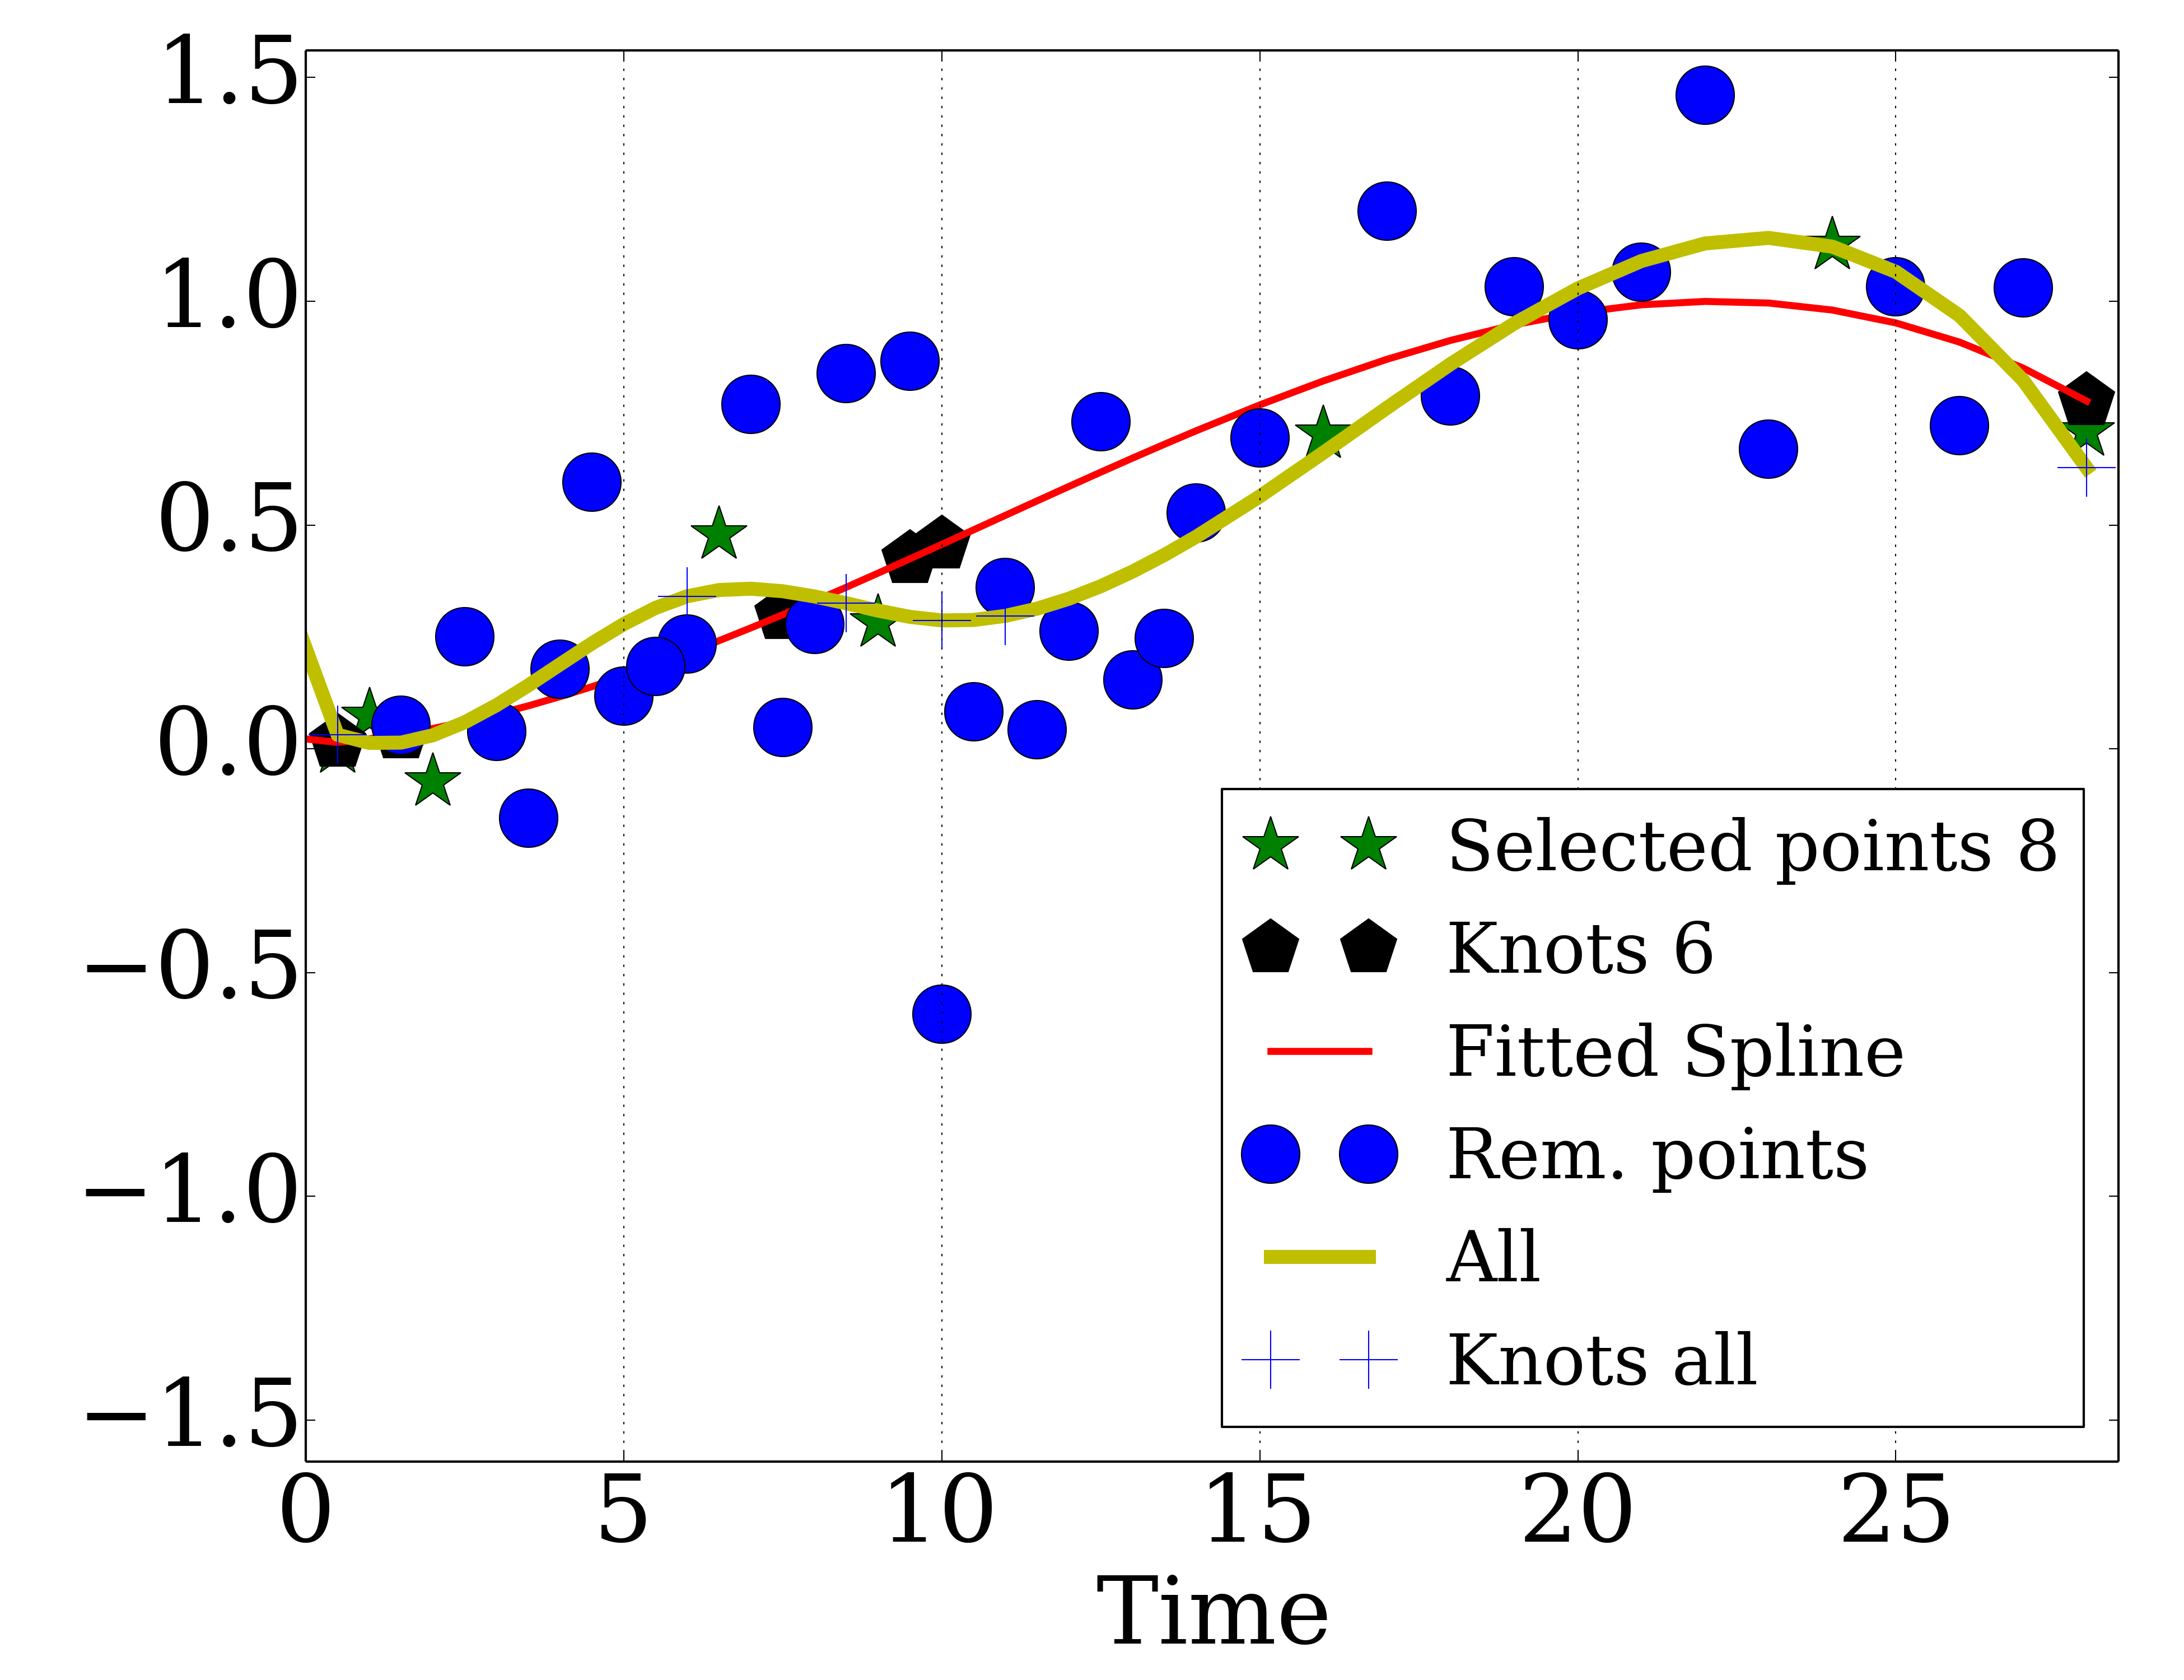 1.5
1.0
0.5
0.0
−0.5
−1.0
−1.5
Selected points 8
Knots 6
Fitted Spline
Rem. points
All
Knots all
0 5 10 15 20 25
Time